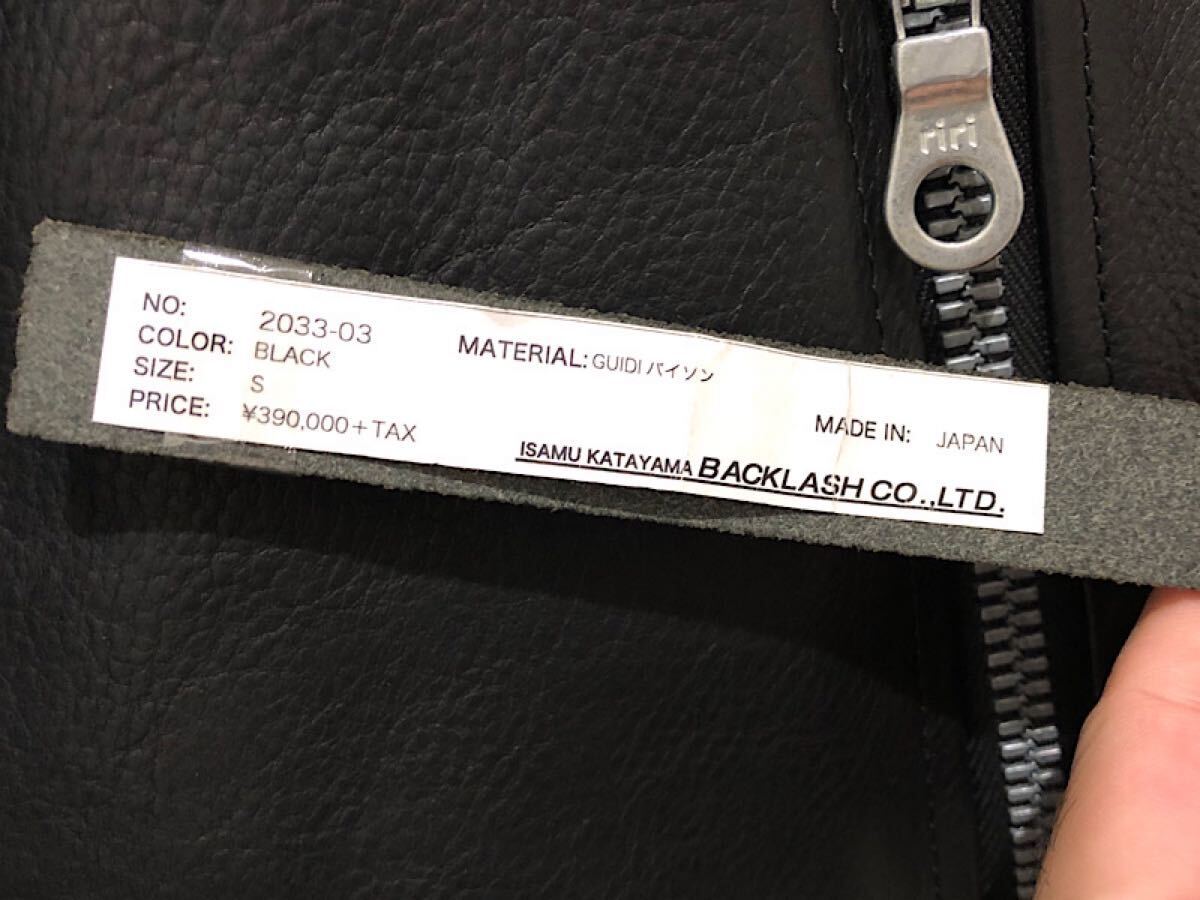 riri
NO: 2033-03
COLOR: BLACK
SIZE: S
PRICE: ¥390,000+TAX
MATERIAL: GUIDI バイソン
MADE IN: JAPAN
ISAMU KATAYAMA BACKLASH CO.,LTD.